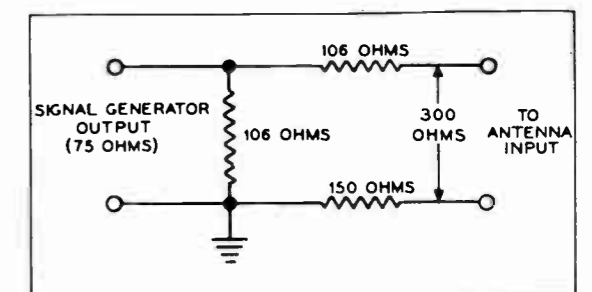 106 OHMS
SIGNAL GENERATOR
OUTPUT
(75 OHMS)
106 OHMS
300
OHMS
TO
ANTENNA
INPUT
150 OHMS